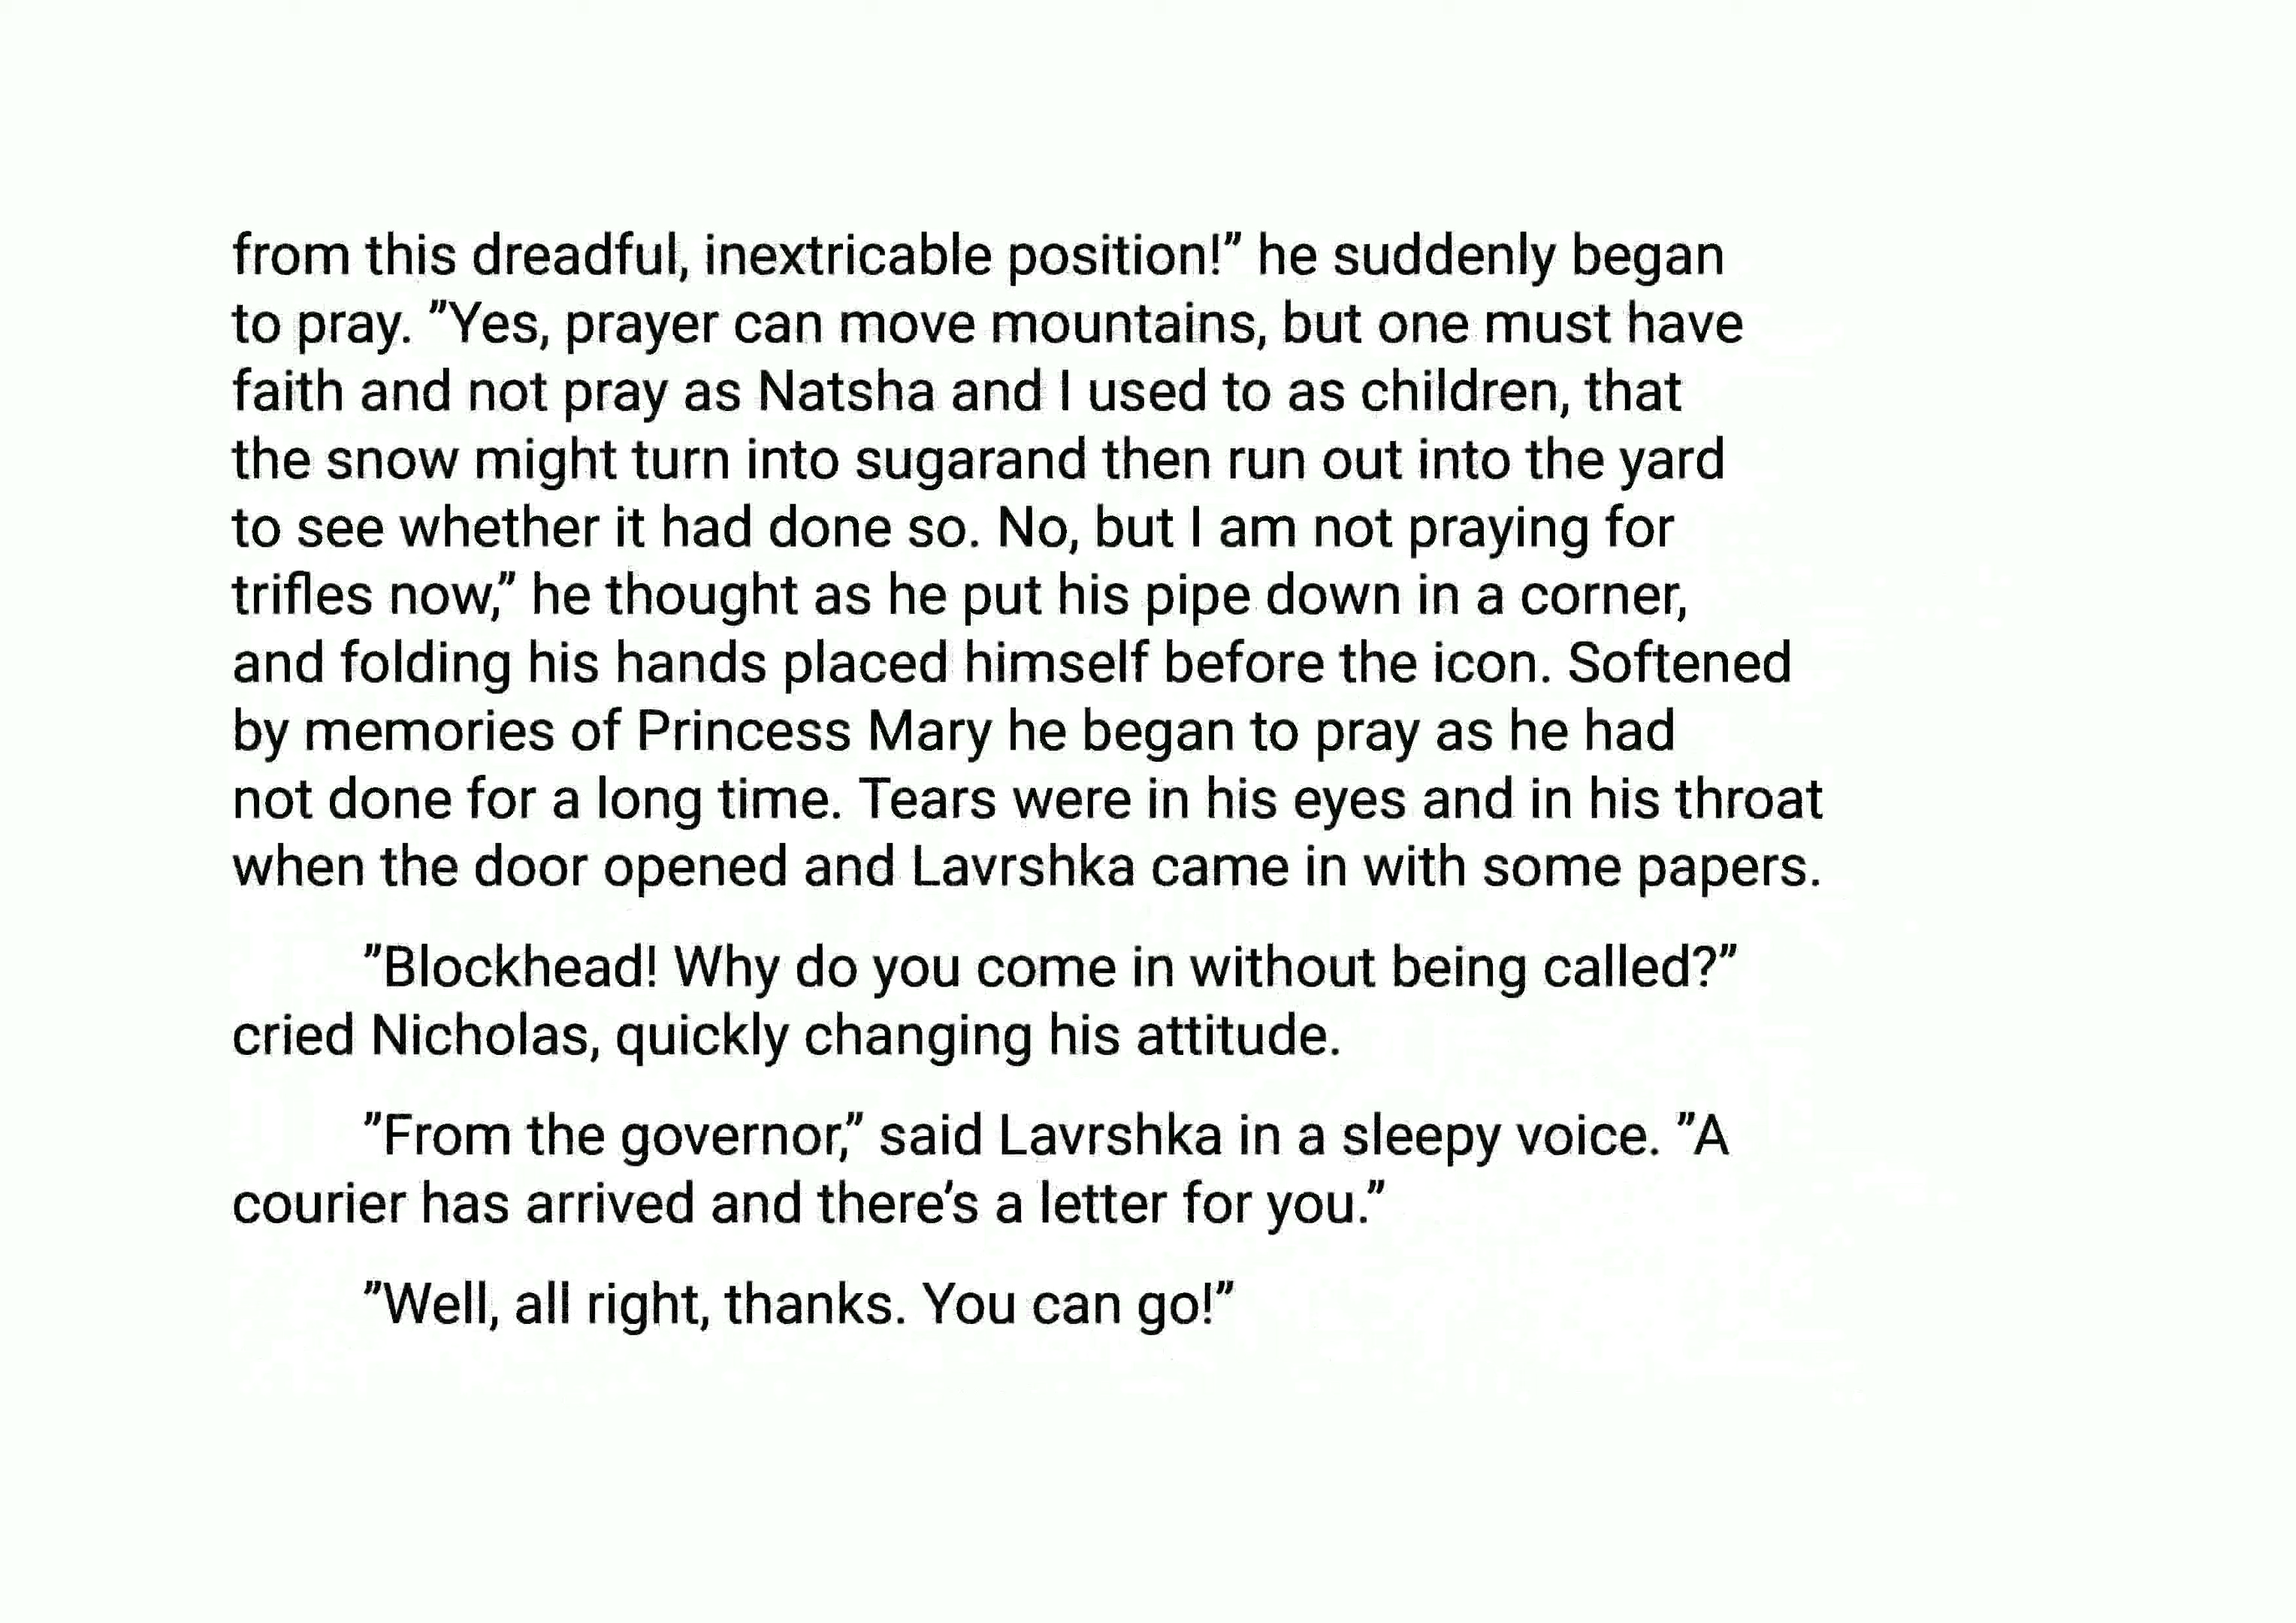 from this dreadful, inextricable position!” he suddenly began
to pray. ”Yes, prayer can move mountains, but one must have
faith and not pray as Natsha and I used to as children, that
the snow might turn into sugarand then run out into the yard
to see whether it had done so. No, but I am not praying for
trifles now,” he thought as he put his pipe down in a corner,
and folding his hands placed himself before the icon. Softened
by memories of Princess Mary he began to pray as he had
not done for a long time. Tears were in his eyes and in his throat
when the door opened and Lavrshka came in with some papers.
”Blockhead! Why do you come in without being called?”
cried Nicholas, quickly changing his attitude.
”From the governor,” said Lavrshka in a sleepy voice. ”A
courier has arrived and there’s a letter for you.”
”Well, all right, thanks. You can go!”